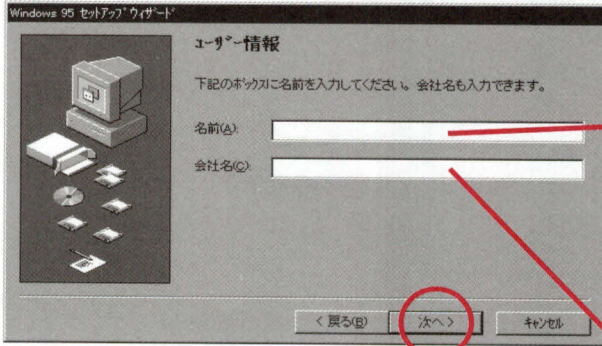 Windows 95 ｾｯﾄｱｯﾌﾟ ｳｨｻﾞｰﾄﾞ
ﾕｰｻﾞｰ情報
下記のﾎﾞｯｸｽに名前を入力してください。会社名も入力できます。
名前(A):
会社名(C):
< 戻る(B)
次へ >
ｷｬﾝｾﾙ